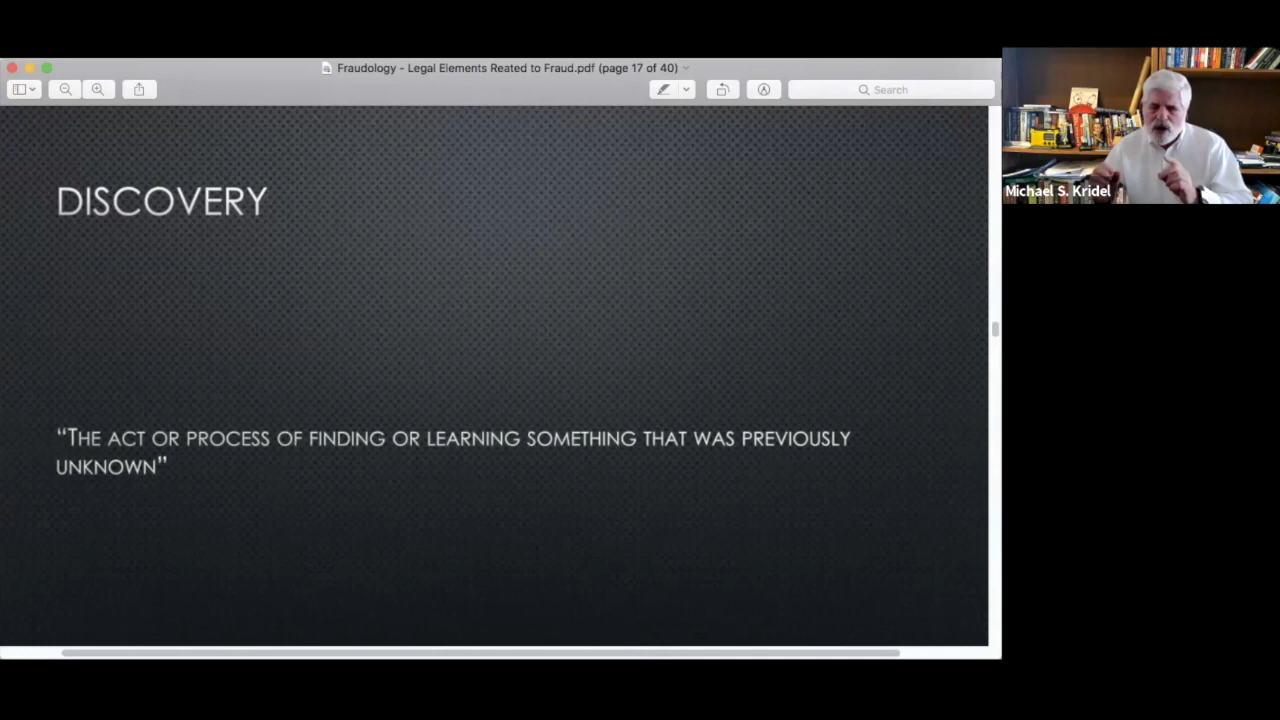 Fraudology - Legal Elements Reated to Fraud.pdf (page 17 of 40)
Search
DISCOVERY
“THE ACT OR PROCESS OF FINDING OR LEARNING SOMETHING THAT WAS PREVIOUSLY
UNKNOWN”
Michael S. Kridel